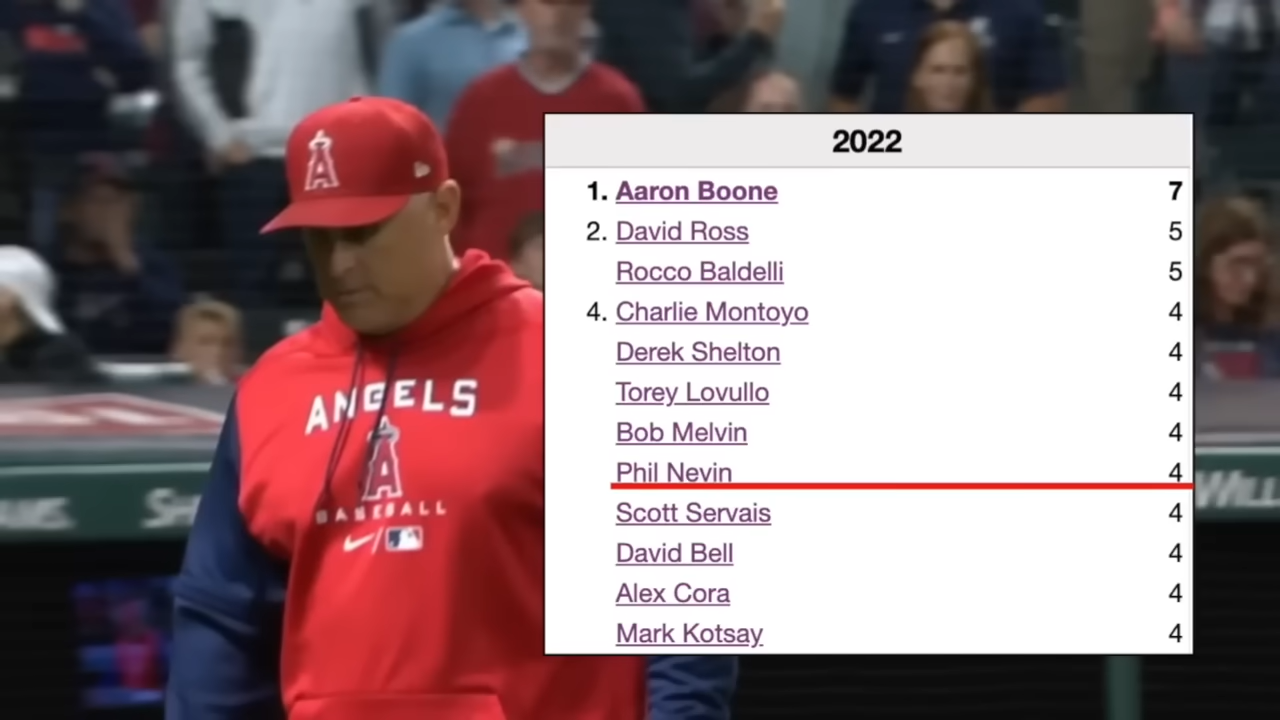 2022
1. Aaron Boone 7
2. David Ross 5
Rocco Baldelli 5
4. Charlie Montoyo 4
Derek Shelton 4
Torey Lovullo 4
Bob Melvin 4
Phil Nevin 4
Scott Servais 4
David Bell 4
Alex Cora 4
Mark Kotsay 4
A
ANGELS
A
BASEBALL